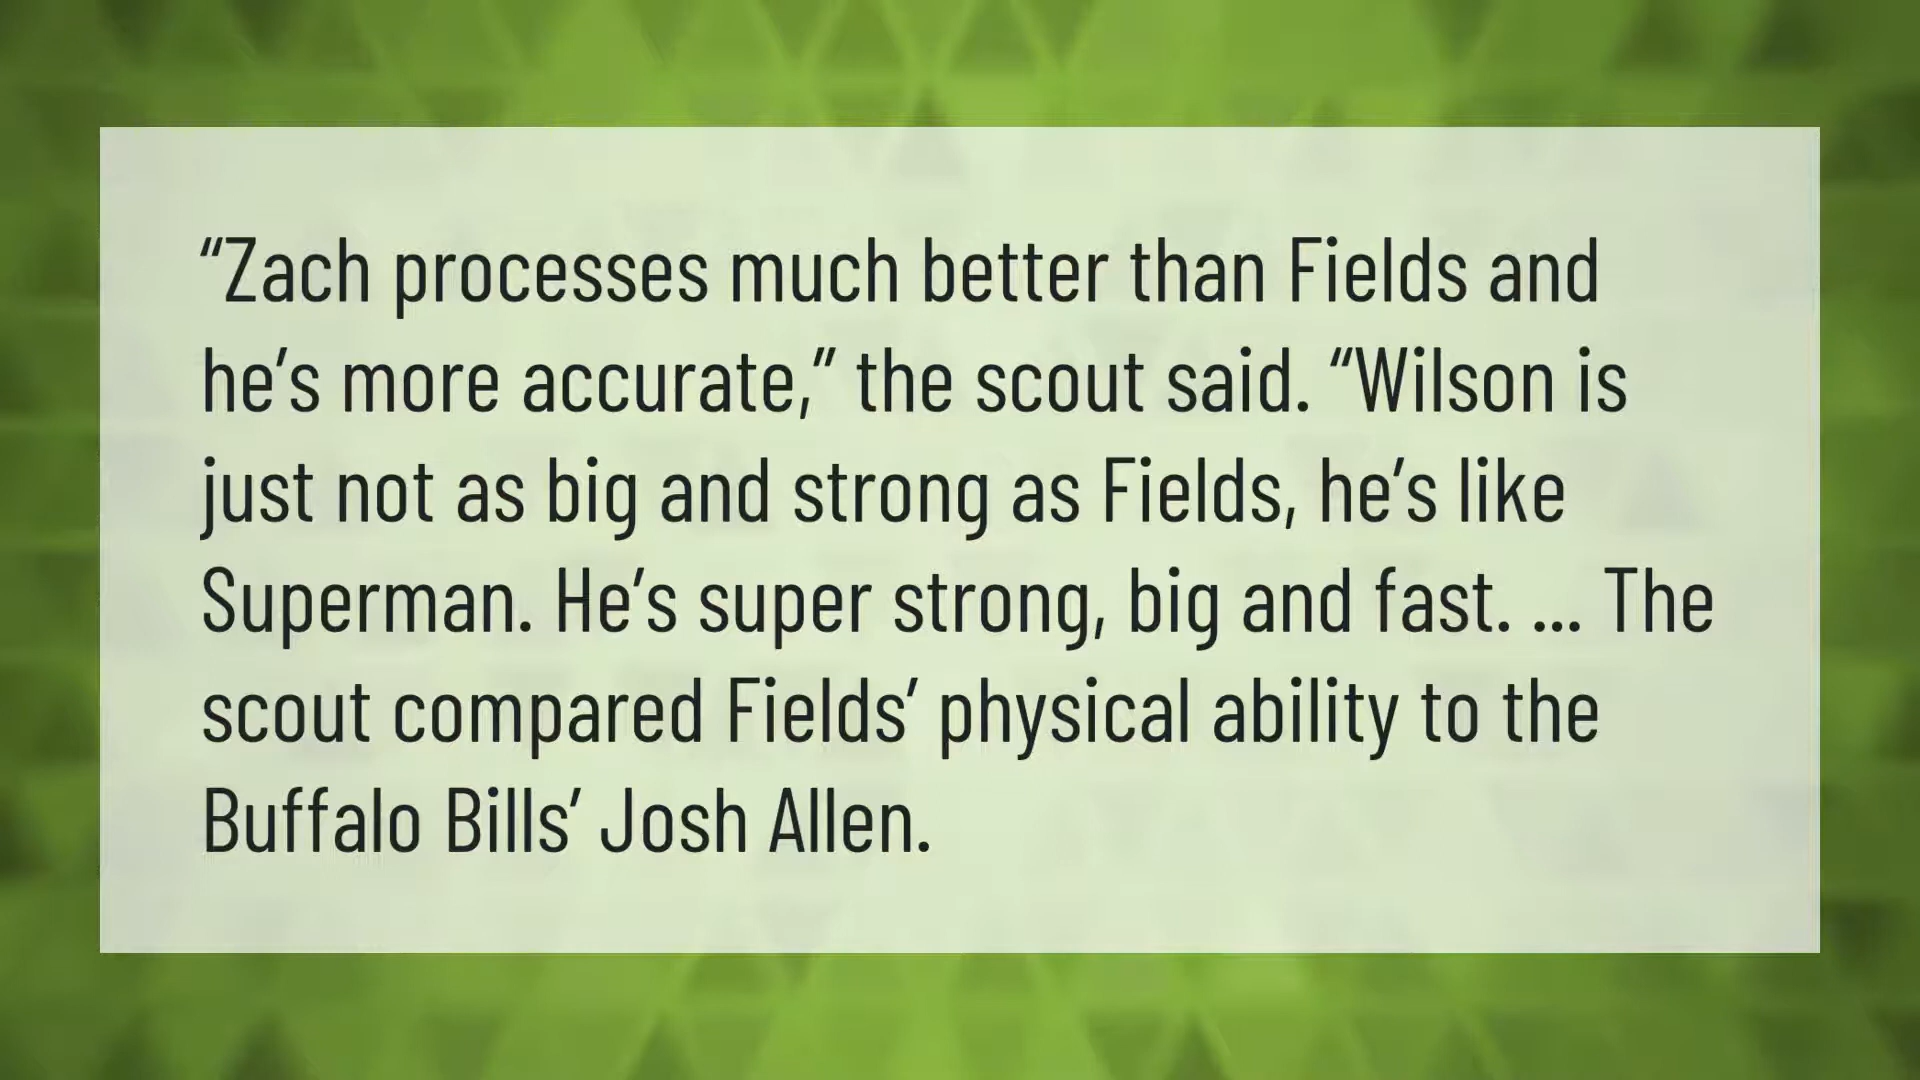 “Zach processes much better than Fields and
he’s more accurate,” the scout said. “Wilson is
just not as big and strong as Fields, he’s like
Superman. He’s super strong, big and fast. ... The
scout compared Fields’ physical ability to the
Buffalo Bills’ Josh Allen.